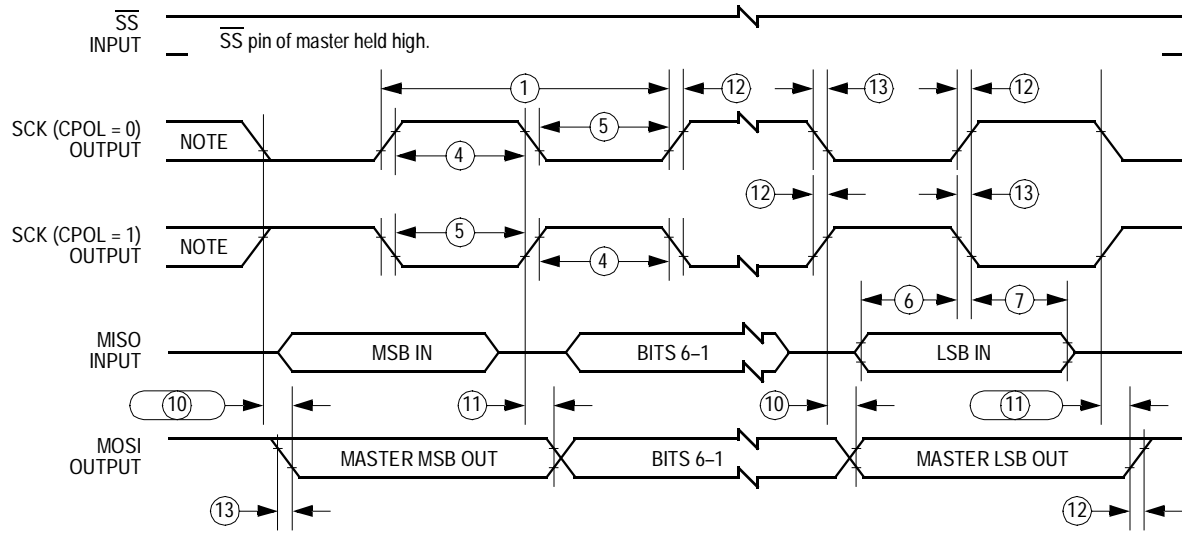 SS
INPUT
SS pin of master held high.
1
12
13
12
SCK (CPOL = 0)
OUTPUT
NOTE
5
4
12
13
SCK (CPOL = 1)
OUTPUT
NOTE
5
4
6
7
MISO
INPUT
MSB IN
BITS 6–1
LSB IN
10
11
10
11
MOSI
OUTPUT
MASTER MSB OUT
BITS 6–1
MASTER LSB OUT
13
12